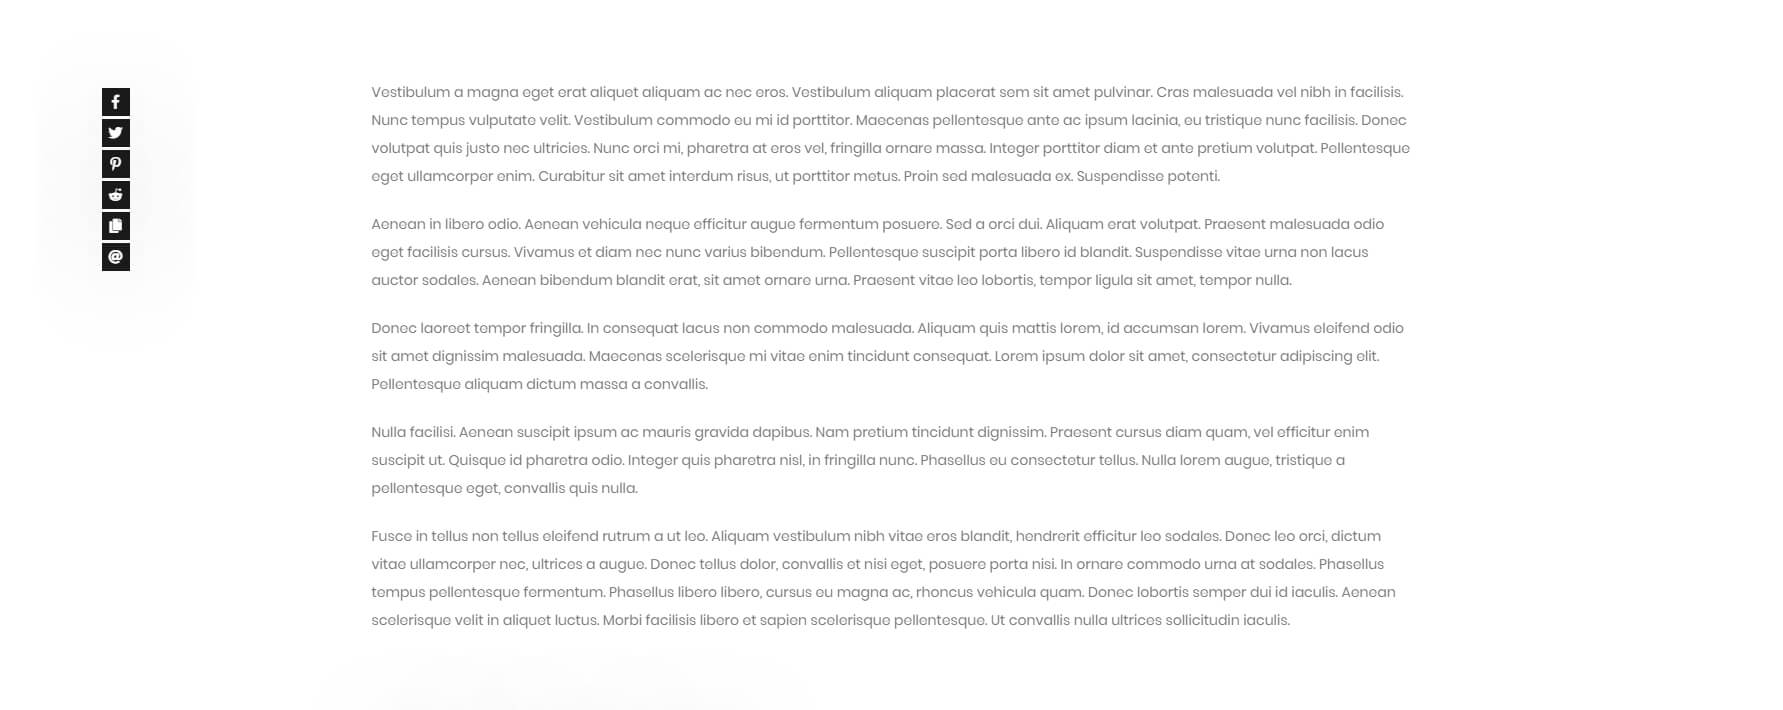 Vestibulum a magna eget erat aliquet aliquam ac nec eros. Vestibulum aliquam placerat sem sit amet pulvinar. Cras malesuada vel nibh in facilisis.
Nunc tempus vulputate velit. Vestibulum commodo eu mi id porttitor. Maecenas pellentesque ante ac ipsum lacinia, eu tristique nunc facilisis. Donec
volutpat quis justo nec ultricies. Nunc orci mi, pharetra at eros vel, fringilla ornare massa. Integer porttitor diam et ante pretium volutpat. Pellentesque
eget ullamcorper enim. Curabitur sit amet interdum risus, ut porttitor metus. Proin sed malesuada ex. Suspendisse potenti.
Aenean in libero odio. Aenean vehicula neque efficitur augue fermentum posuere. Sed a orci dui. Aliquam erat volutpat. Praesent malesuada odio
eget facilisis cursus. Vivamus et diam nec nunc varius bibendum. Pellentesque suscipit porta libero id blandit. Suspendisse vitae urna non lacus
auctor sodales. Aenean bibendum blandit erat, sit amet ornare urna. Praesent vitae leo lobortis, tempor ligula sit amet, tempor nulla.
Donec laoreet tempor fringilla. In consequat lacus non commodo malesuada. Aliquam quis mattis lorem, id accumsan lorem. Vivamus eleifend odio
sit amet dignissim malesuada. Maecenas scelerisque mi vitae enim tincidunt consequat. Lorem ipsum dolor sit amet, consectetur adipiscing elit.
Pellentesque aliquam dictum massa a convallis.
Nulla facilisi. Aenean suscipit ipsum ac mauris gravida dapibus. Nam pretium tincidunt dignissim. Praesent cursus diam quam, vel efficitur enim
suscipit ut. Quisque id pharetra odio. Integer quis pharetra nisl, in fringilla nunc. Phasellus eu consectetur tellus. Nulla lorem augue, tristique a
pellentesque eget, convallis quis nulla.
Fusce in tellus non tellus eleifend rutrum a ut leo. Aliquam vestibulum nibh vitae eros blandit, hendrerit efficitur leo sodales. Donec leo orci, dictum
vitae ullamcorper nec, ultrices a augue. Donec tellus dolor, convallis et nisi eget, posuere porta nisi. In ornare commodo urna at sodales. Phasellus
tempus pellentesque fermentum. Phasellus libero libero, cursus eu magna ac, rhoncus vehicula quam. Donec lobortis semper dui id iaculis. Aenean
scelerisque velit in aliquet luctus. Morbi facilisis libero et sapien scelerisque pellentesque. Ut convallis nulla ultrices sollicitudin iaculis.